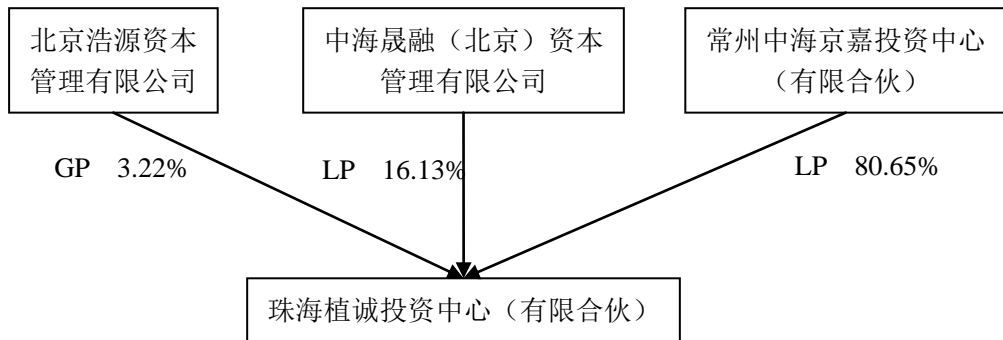 北京浩源资本
管理有限公司
中海晟融（北京）资本
管理有限公司
常州中海京嘉投资中心
（有限合伙）
GP 3.22%
LP 16.13%
LP 80.65%
珠海植诚投资中心（有限合伙）